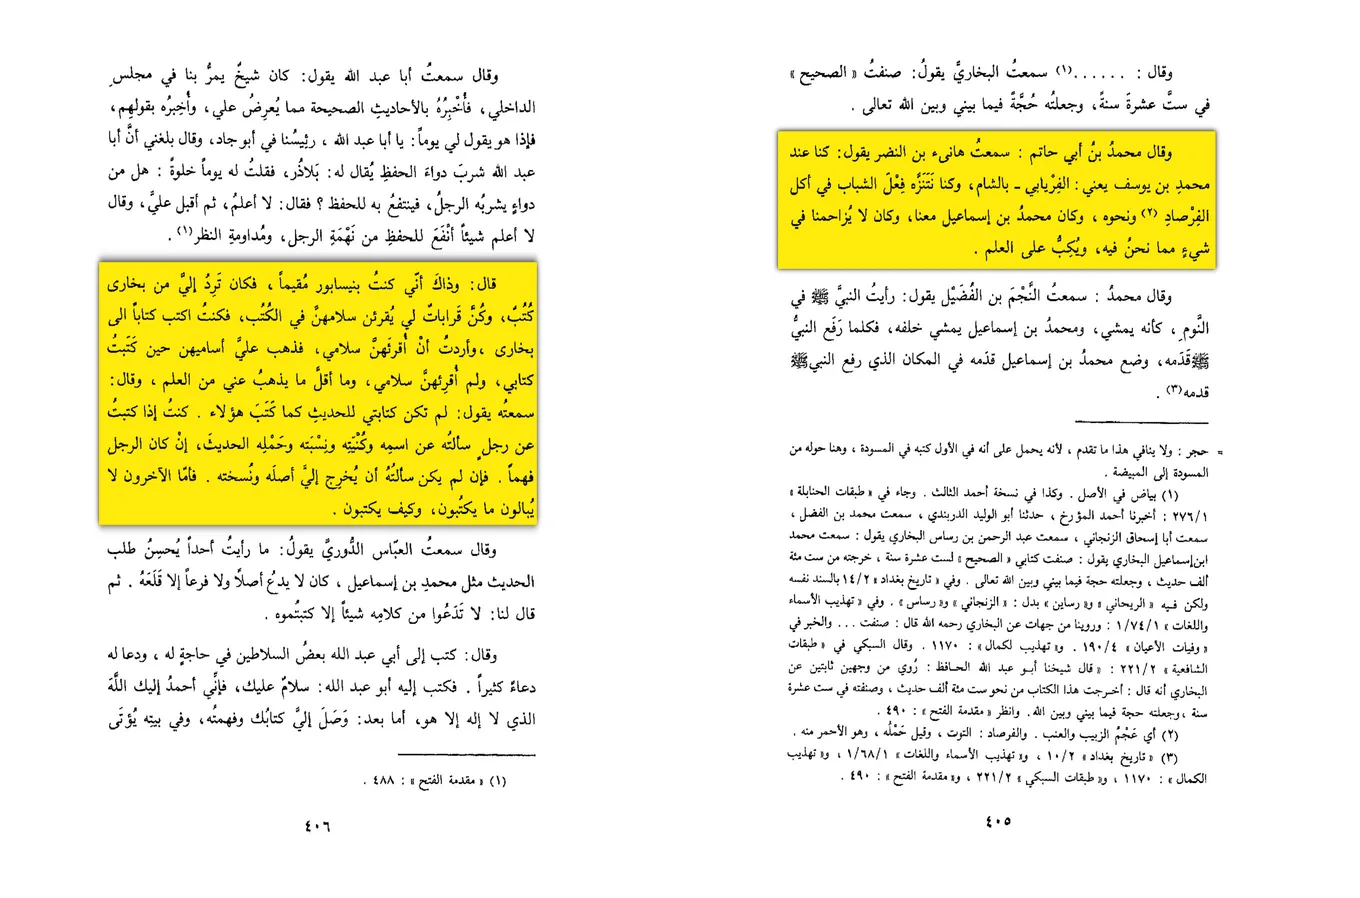 وقال : . . . . . .(١) سمعتُ البخاريَّ يقولُ: صنفتُ « الصحيح »
في ستَّ عشرةَ سنةً، وجعلتُه حُجَّةً فيما بيني وبين الله تعالى .
وقال محمدُ بنُ أبي حاتم : سمعتُ هانىء بن النضر يقول: كنا عند
محمدِ بن يوسف يعني: الفِرْيابي ـ بالشام، وكنا نَتَنَزَّه فِعْلَ الشباب في أكل
الفِرْصادِ (٢) ونحوه ، وكان محمدُ بن إسماعيل معنا، وكان لا يُزاحمنا في
شيءٍ مما نحنُ فيه، ويُكِبُّ على العلم .
وقال محمدُ : سمعتُ النَّجْمَ بن الفُضَيْل يقول: رأيتُ النبيَّ ﷺ في
النَّوم ، كأنه يمشي، ومحمدُ بن إسماعيل يمشي خلفه، فكلما رَفَع النبيُّ
ﷺ قَدَمه، وضع محمدُ بن إسماعيل قدَمه في المكان الذي رفع النبي ﷺ
قدمه(٣) .
= حجر : ولا ينافي هذا ما تقدم ، لأنه يحمل على أنه في الأول كتبه في المسودة ، وهنا حوله من
المسودة إلى المبيضة .
(١) بياض في الأصل . وكذا في نسخة أحمد الثالث . وجاء في « طبقات الحنابلة »
٢٧٦/١ : أخبرنا أحمد المؤرخ ، حدثنا أبو الوليد الدربندي ، سمعت محمد بن الفضل ،
سمعت أبا إسحاق الزنجاني ، سمعت عبد الرحمن بن رساس البخاري يقول : سمعت محمد
ابن إسماعيل البخاري يقول : صنفت كتابي « الصحيح » لست عشرة سنة ، خرجته من ست مئة
ألف حديث ، وجعلته حجة فيما بيني وبين الله تعالى . وفي « تاريخ بغداد » ١٤/٢ بالسند نفسه
ولكن فيه « الريحاني » و« رساين » بدل : « الزنجاني » و« رساس » . وفي « تهذيب الأسماء
واللغات » ٧٤/١/١ : وروينا من جهات عن البخاري رحمه الله قال : صنفت . . . والخبر في
« وفيات الأعيان » ١٩٠/٤ . و« تهذيب لكمال » : ١١٧٠ . وقال السبكي في « طبقات
الشافعية » ٢٢١/٢ : « قال شيخنا أبو عبد الله الحافظ : رُوي من وجهين ثابتين عن
البخاري أنه قال : أخرجت هذا الكتاب من نحو ست مئة ألف حديث ، وصنفته في ست عشرة
سنة ، وجعلته حجة فيما بيني وبين الله. وانظر « مقدمة الفتح » : ٤٩٠ .
(٢) أي عَجْمُ الزبيب والعنب . والفرصاد : التوت ، وقيل حَمْلُه ، وهو الأحمر منه .
(٣) « تاريخ بغداد » ١٠/٢ ، و« تهذيب الأسماء واللغات » ٦٨/١/١ ، و« تهذيب
الكمال » : ١١٧٠ ، و« طبقات السبكي » ٢٢١/٢ ، و« مقدمة الفتح » : ٤٩٠ .
٤٠٥
وقال سمعتُ أبا عبد الله يقول: كان شيخٌ يمرُّ بنا في مجلسِ
الداخلي، فأُخْبِرُهُ بالأحاديثِ الصحيحة مما يُعرِضُ علي، وأُخبِرُه بقولهم،
فإذا هو يقول لي يوماً: يا أبا عبد الله ، رئيسُنا في أبو جاد، وقال بلغني أنَّ أبا
عبد الله شربَ دواءَ الحفظِ يُقال له: بَلاذُر، فقلتُ له يوماً خلوةً : هل من
دواءٍ يشربُه الرجلُ، فينتفعُ به للحفظ ؟ فقال: لا أعلمُ، ثم أقبل عليَّ، وقال
لا أعلم شيئاً أنْفَعَ للحفظِ من نَهْمَةِ الرجل، ومُداومةِ النظر(١) .
قال: وذاكَ أنّي كنتُ بنيسابور مُقيماً، فكان تَرِدُ إليَّ من بخارى
كُتُبٌ، وكُنَّ قَراباتٌ لي يُقرئن سلامهنَّ في الكُتُب، فكنتُ اكتب كتاباً الى
بخارى ،وأردتُ أنْ أُقرئَهنَّ سلامي، فذهب عليَّ أساميهن حين كَتَبتُ
كتابي، ولم أُقرِئهنَّ سلامي، وما أقلَّ ما يذهبُ عني من العلم ، وقال:
سمعتُه يقول: لم تكن كتابتي للحديثِ كما كَتَبَ هؤلاء . كنتُ إذا كتبتُ
عن رجلٍ سألتُه عن اسمِه وكُنْيَتِه ونِسْبَته وحَمْلِه الحديثَ، إنْ كان الرجل
فهماً . فإن لم يكن سألتُهُ أن يُخرِج إليَّ أصلَه ونُسخته . فأمّا الآخرون لا
يُبالون ما يكتُبون، وكيف يكتبون .
وقال سمعتُ العبّاس الدُّوريَّ يقولُ: ما رأيتُ أحداً يُحسِنُ طلب
الحديث مثل محمدِ بن إسماعيل ، كان لا يدعُ أصلًا ولا فرعاً إلا قَلَعَهُ . ثم
قال لنا: لا تَدَعُوا من كلامِه شيئاً إلا كتبتُموه .
وقال: كتب إلى أبي عبد الله بعضُ السلاطين في حاجةٍ له ، ودعا له
دعاءً كثيراً . فكتب إليه أبو عبد الله: سلامٌ عليك، فإنِّي أحمدُ إليك اللَّهَ
الذي لا إله إلا هو، أما بعد: وَصَلَ إليَّ كتابُك وفهمتُه، وفي بيتِه يُؤتَى
(١) « مقدمة الفتح » : ٤٨٨ .
٤٠٦